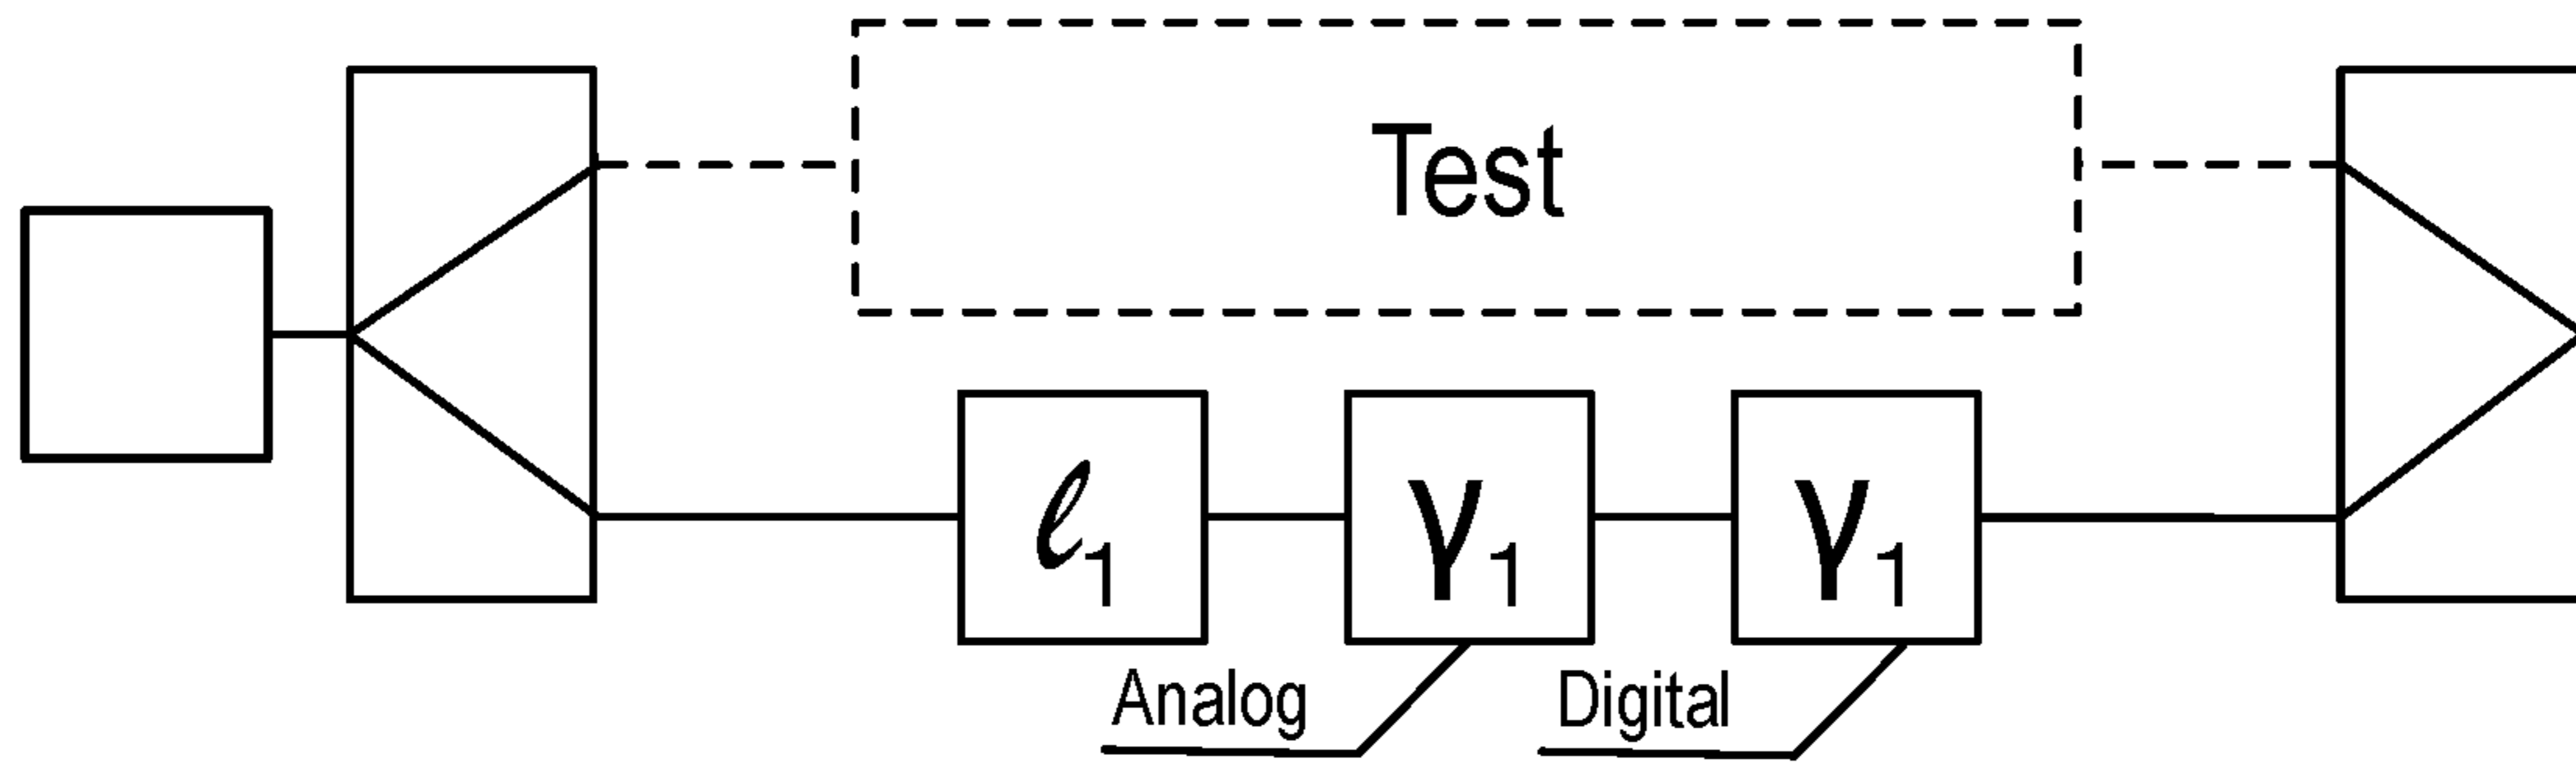 Test
ℓ₁ γ₁ γ₁
Analog Digital